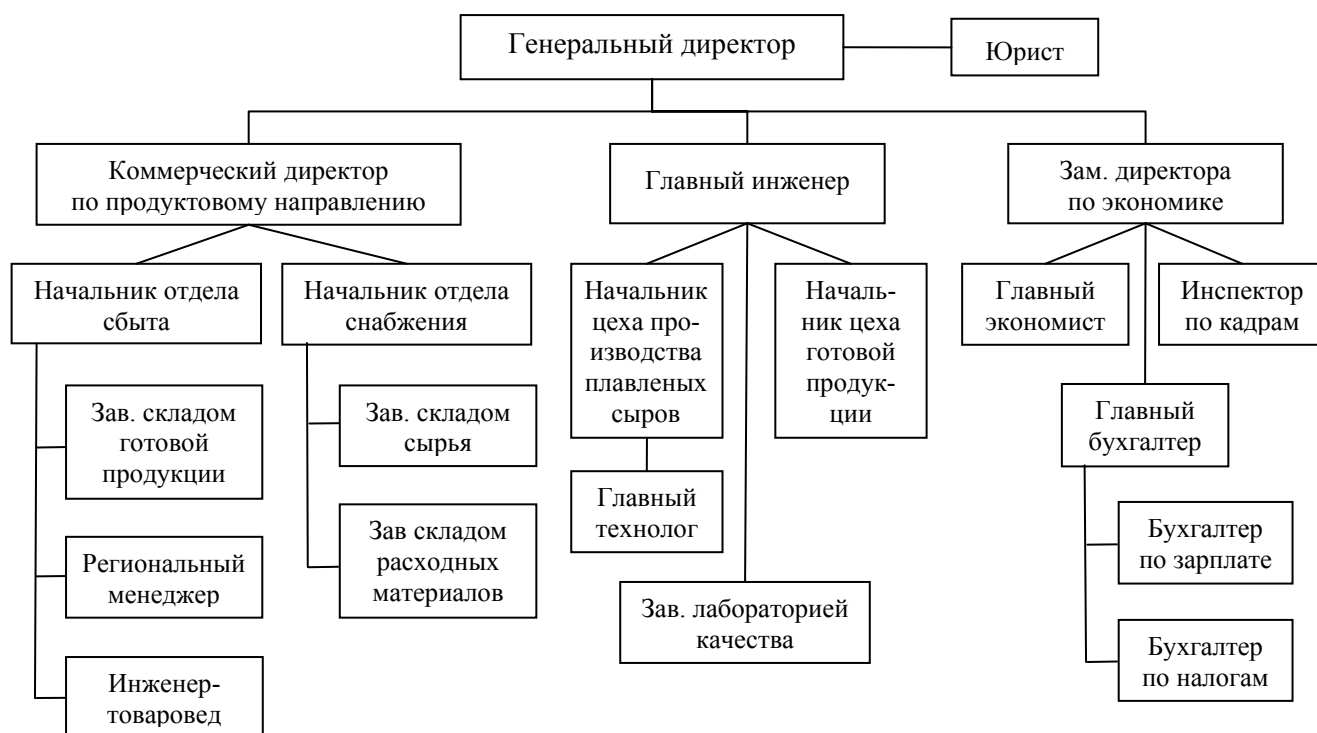 Генеральный директор
Юрист
Коммерческий директор
по продуктовому направлению
Главный инженер
Зам. директора
по экономике
Начальник отдела
сбыта
Начальник отдела
снабжения
Начальник
цеха про-
изводства
плавленых
сыров
Началь-
ник цеха
готовой
продук-
ции
Главный
экономист
Инспектор
по кадрам
Зав. складом
готовой
продукции
Зав. складом
сырья
Главный
бухгалтер
Главный
технолог
Региональный
менеджер
Зав складом
расходных
материалов
Бухгалтер
по зарплате
Зав. лабораторией
качества
Инженер-
товаровед
Бухгалтер
по налогам